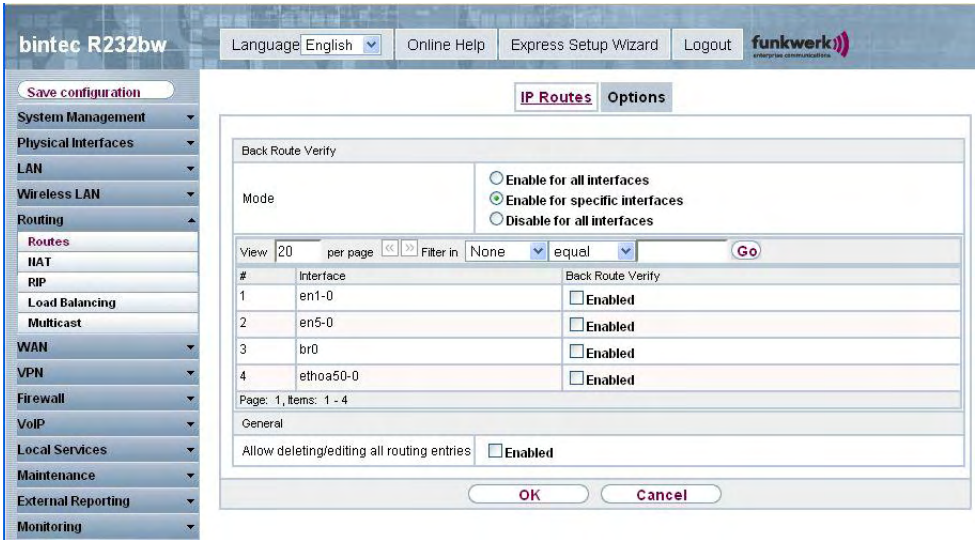 bintec R232bw
Language English Online Help Express Setup Wizard Logout funkwerk
enterprise communications
Save configuration
System Management
Physical Interfaces
LAN
Wireless LAN
Routing
Routes
NAT
RIP
Load Balancing
Multicast
WAN
VPN
Firewall
VoIP
Local Services
Maintenance
External Reporting
Monitoring
IP Routes Options
Back Route Verify
Mode
Enable for all interfaces
Enable for specific interfaces
Disable for all interfaces
View 20 per page << >> Filter in None equal Go
# Interface Back Route Verify
1 en1-0 Enabled
2 en5-0 Enabled
3 br0 Enabled
4 ethoa50-0 Enabled
Page: 1, Items: 1 - 4
General
Allow deleting/editing all routing entries Enabled
OK Cancel